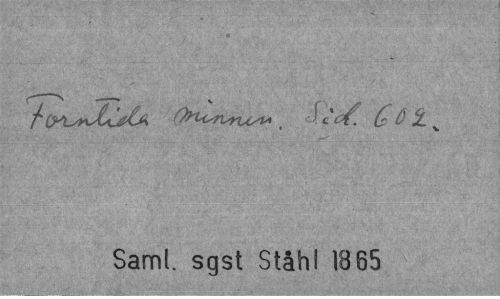 Forntida minnen. Sid. 602.
Saml. sgst Ståhl 1865